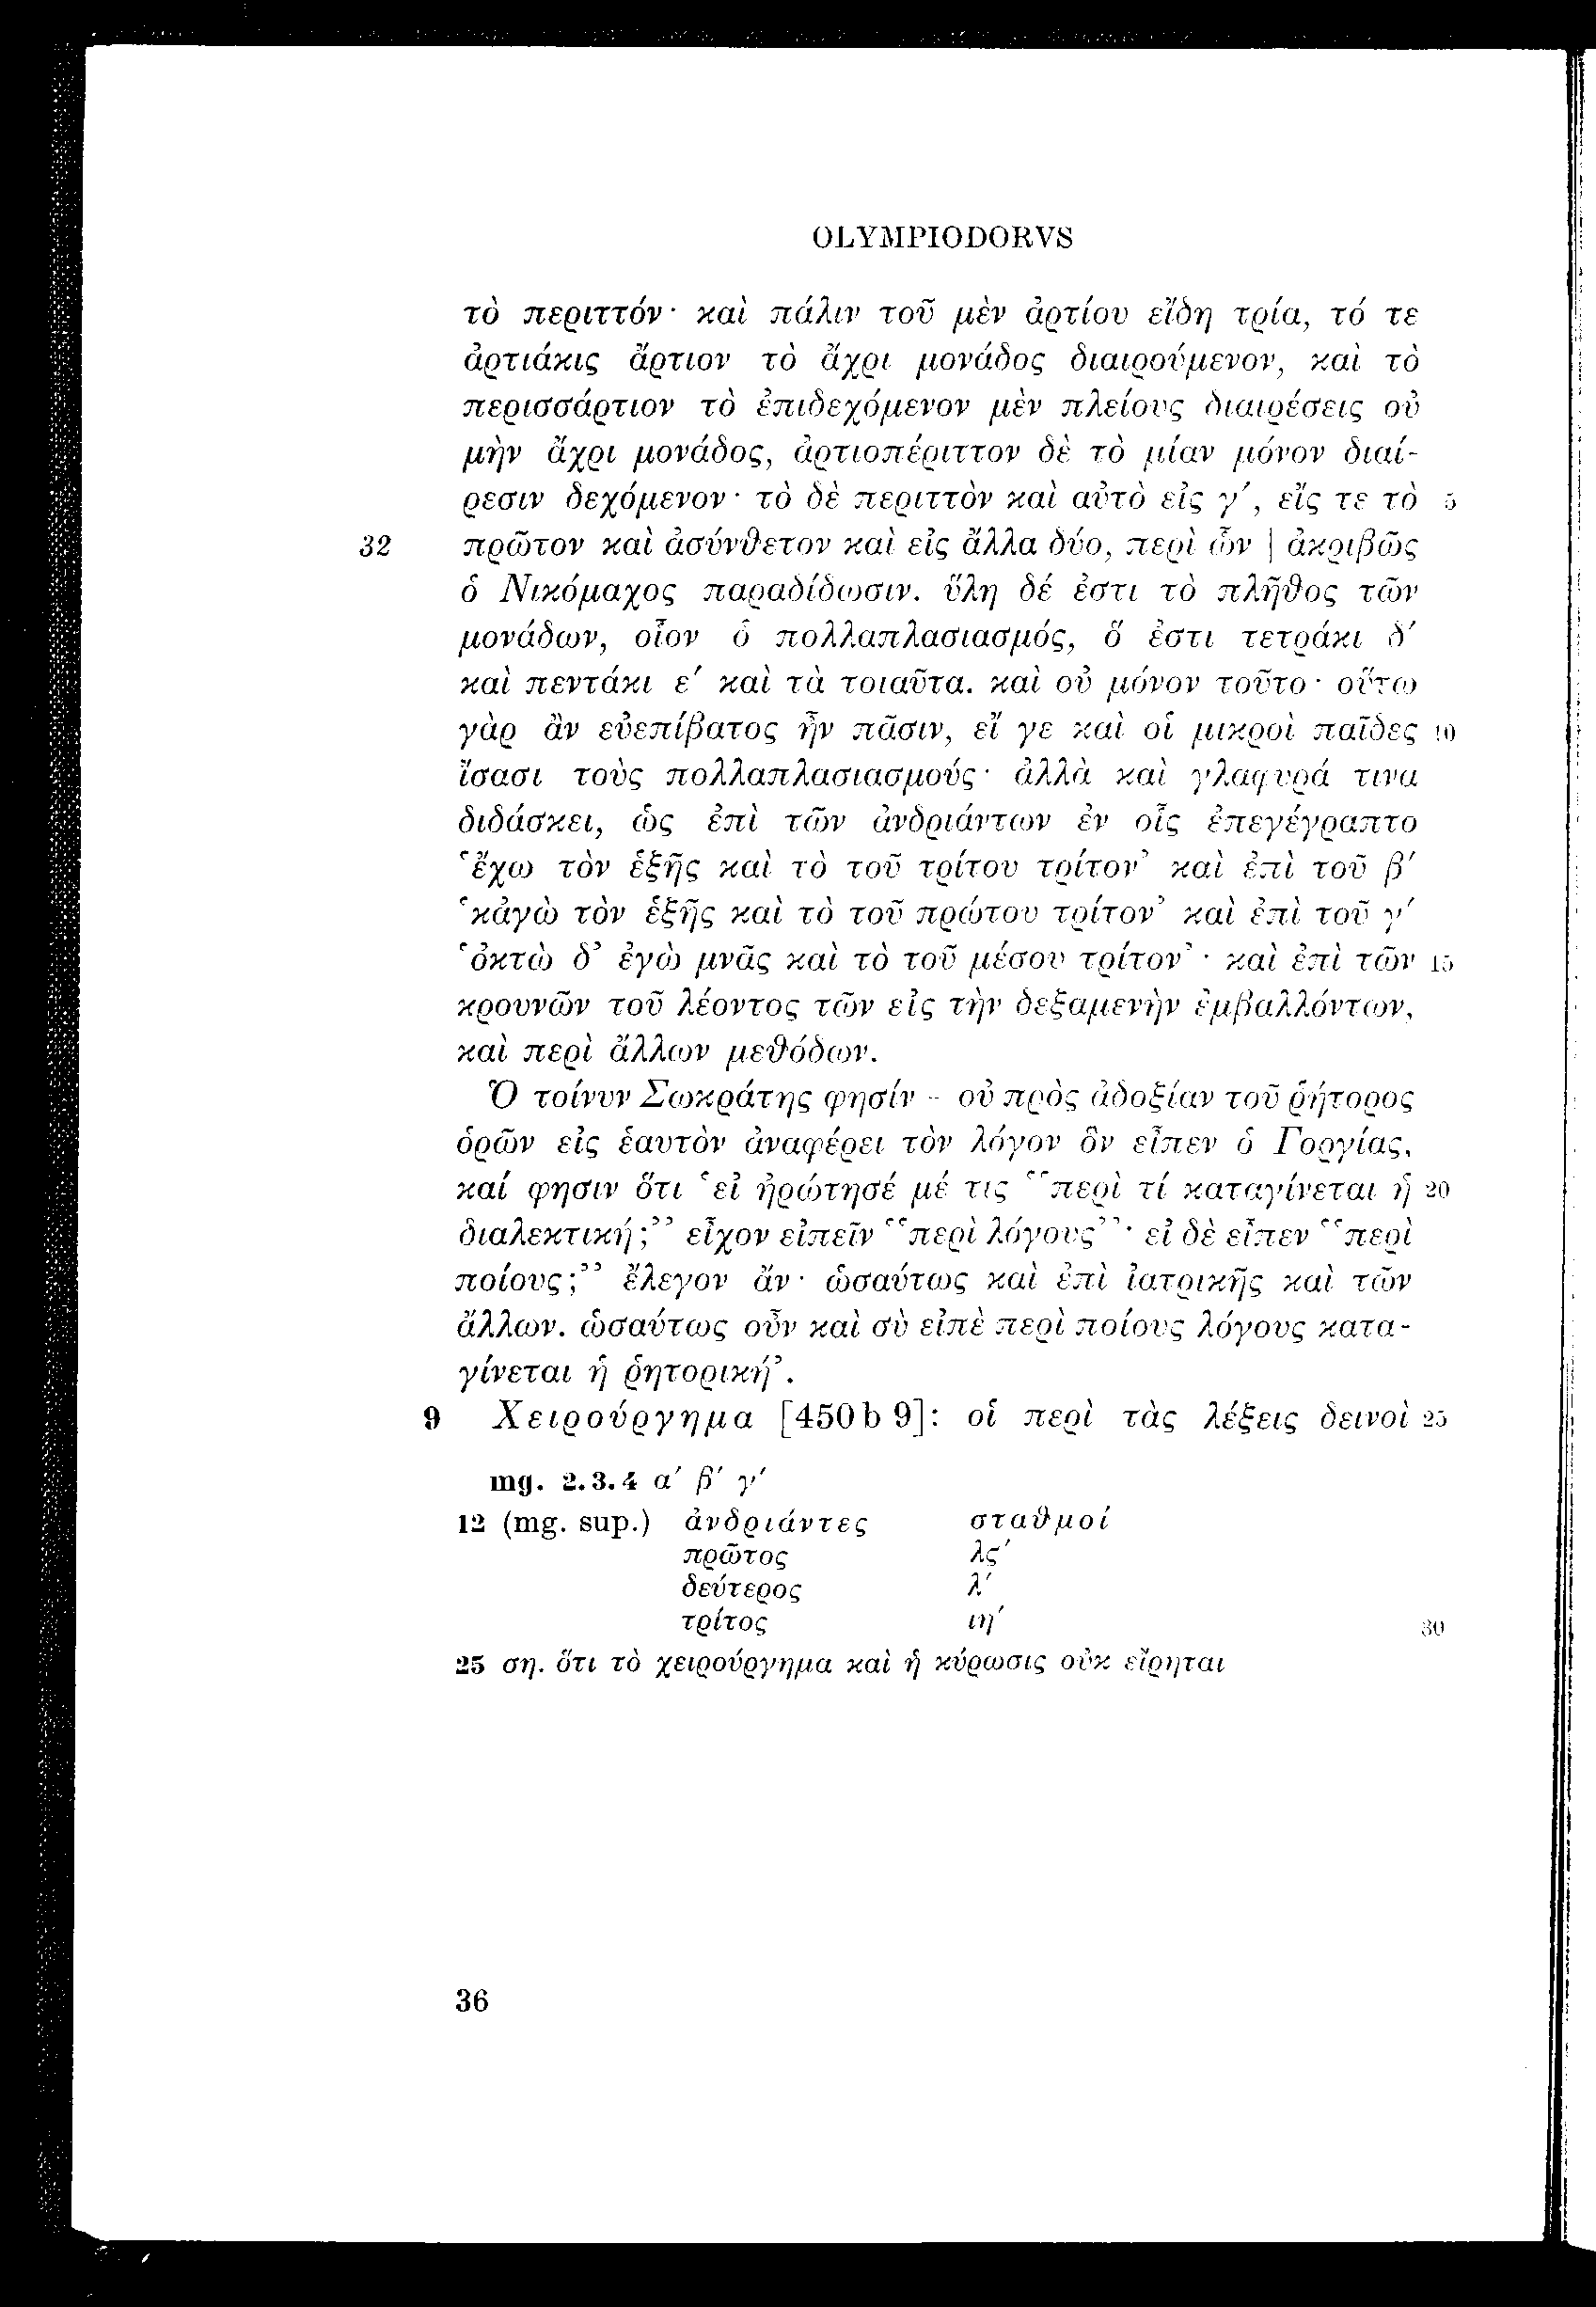 OLYMPIODORVS
τὸ περιττόν· καὶ πάλιν τοῦ μὲν ἀρτίου εἴδη τρία, τό τε
ἀρτιάκις ἄρτιον τὸ ἄχρι μονάδος διαιρούμενον, καὶ τὸ
περισσάρτιον τὸ ἐπιδεχόμενον μὲν πλείους διαιρέσεις οὐ
μὴν ἄχρι μονάδος, ἀρτιοπέριττον δὲ τὸ μίαν μόνον διαί-
ρεσιν δεχόμενον· τὸ δὲ περιττὸν καὶ αὐτὸ εἰς γ′, εἴς τε τὸ 5
32 πρῶτον καὶ ἀσύνθετον καὶ εἰς ἄλλα δύο, περὶ ὧν | ἀκριβῶς
ὁ Νικόμαχος παραδίδωσιν. ὕλη δέ ἐστι τὸ πλῆθος τῶν
μονάδων, οἷον ὁ πολλαπλασιασμός, ὅ ἐστι τετράκι δ′
καὶ πεντάκι ε′ καὶ τὰ τοιαῦτα. καὶ οὐ μόνον τοῦτο· οὕτω
γὰρ ἂν εὐεπίβατος ἦν πᾶσιν, εἴ γε καὶ οἱ μικροὶ παῖδες 10
ἴσασι τοὺς πολλαπλασιασμούς· ἀλλὰ καὶ γλαφυρά τινα
διδάσκει, ὡς ἐπὶ τῶν ἀνδριάντων ἐν οἷς ἐπεγέγραπτο
‘ἔχω τὸν ἑξῆς καὶ τὸ τοῦ τρίτου τρίτον’ καὶ ἐπὶ τοῦ β′
‘κἀγὼ τὸν ἑξῆς καὶ τὸ τοῦ πρώτου τρίτον’ καὶ ἐπὶ τοῦ γ′
‘ὀκτὼ δ’ ἐγὼ μνᾶς καὶ τὸ τοῦ μέσου τρίτον’· καὶ ἐπὶ τῶν 15
κρουνῶν τοῦ λέοντος τῶν εἰς τὴν δεξαμενὴν ἐμβαλλόντων,
καὶ περὶ ἄλλων μεθόδων.
Ὁ τοίνυν Σωκράτης φησίν – οὐ πρὸς ἀδοξίαν τοῦ ῥήτορος
ὁρῶν εἰς ἑαυτὸν ἀναφέρει τὸν λόγον ὃν εἶπεν ὁ Γοργίας,
καί φησιν ὅτι ‘εἰ ἠρώτησέ μέ τις “περὶ τί καταγίνεται ἡ 20
διαλεκτική;” εἶχον εἰπεῖν “περὶ λόγους”· εἰ δὲ εἶπεν “περὶ
ποίους;” ἔλεγον ἄν· ὡσαύτως καὶ ἐπὶ ἰατρικῆς καὶ τῶν
ἄλλων. ὡσαύτως οὖν καὶ σὺ εἰπὲ περὶ ποίους λόγους κατα-
γίνεται ἡ ῥητορική’.
9 Χειρούργημα [450b 9]: οἱ περὶ τὰς λέξεις δεινοὶ 25
mg. 2.3.4 α′ β′ γ′
12 (mg. sup.) ἀνδριάντες σταθμοί
πρῶτος λς′
δεύτερος λ′
τρίτος ιη′ 30
25 ση. ὅτι τὸ χειρούργημα καὶ ἡ κύρωσις οὐκ εἴρηται
36